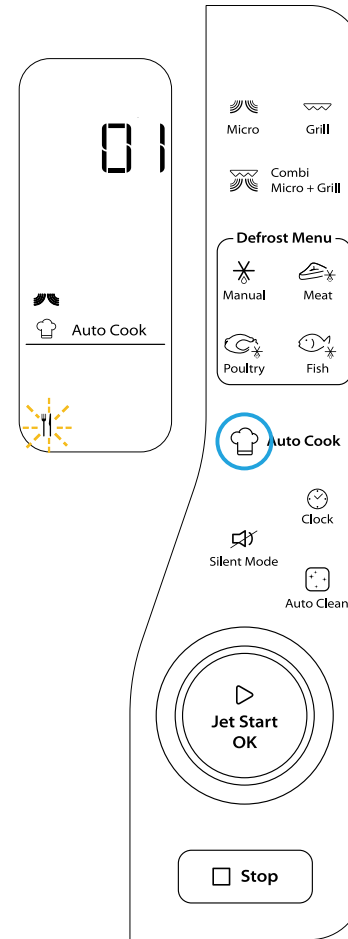 01
Auto Cook
Micro
Grill
Combi
Micro + Grill
Defrost Menu
Manual
Meat
Poultry
Fish
Auto Cook
Clock
Silent Mode
Auto Clean
Jet Start
OK
Stop